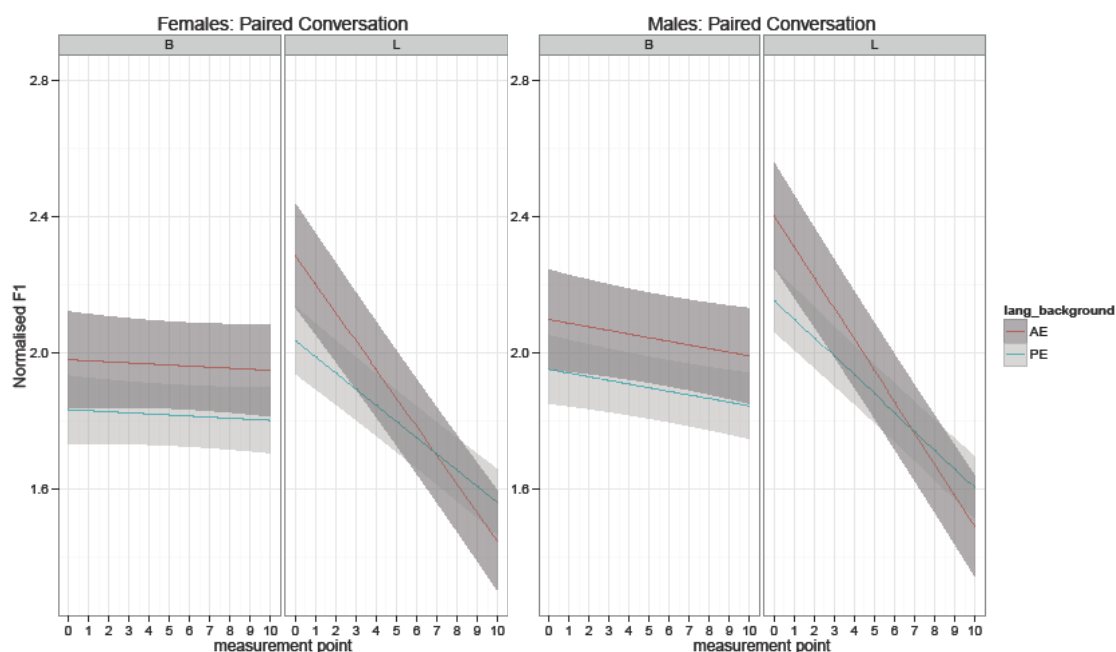 Females: Paired Conversation
Males: Paired Conversation
B
L
B
L
Normalised F1
2.8
2.4
2.0
1.6
2.8
2.4
2.0
1.6
0 1 2 3 4 5 6 7 8 9 10
0 1 2 3 4 5 6 7 8 9 10
0 1 2 3 4 5 6 7 8 9 10
0 1 2 3 4 5 6 7 8 9 10
measurement point
measurement point
lang_background
AE
PE